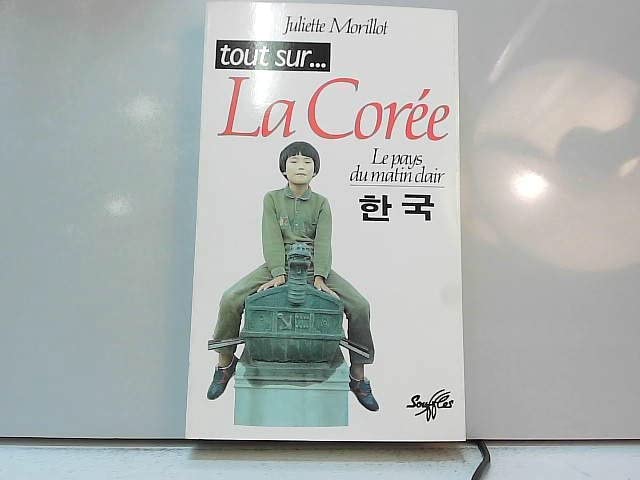 Juliette Morillot
tout sur...
La Corée
Le pays
du matin clair
한국
Souffles